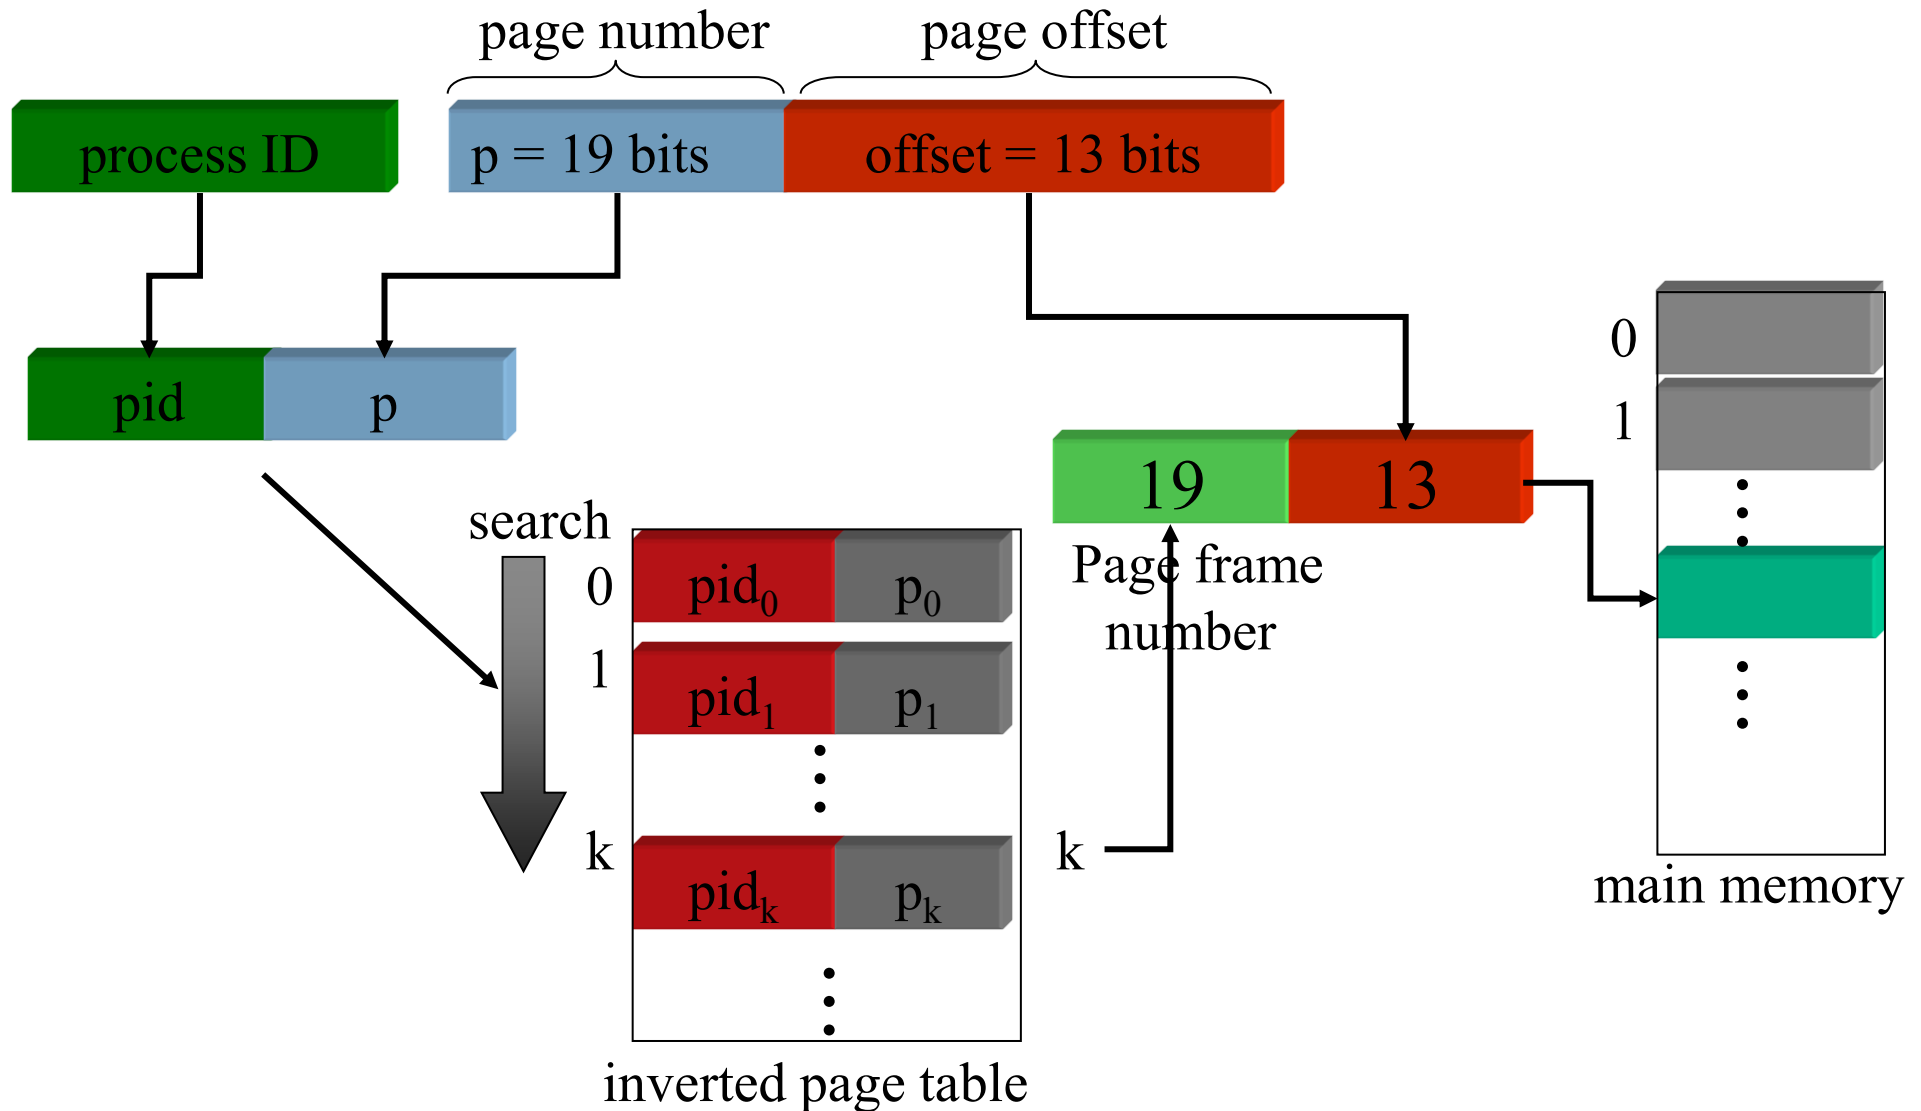 page number
page offset
process ID
p = 19 bits
offset = 13 bits
pid
p
0
1
19
13
search
Page frame
number
0
pid0
p0
1
pid1
p1
k
pidk
pk
k
main memory
inverted page table